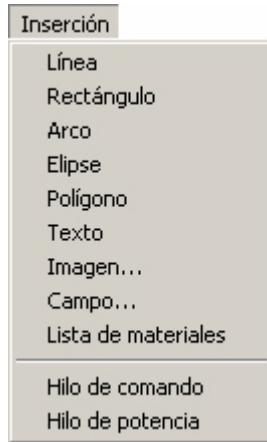 Inserción
Línea
Rectángulo
Arco
Elipse
Polígono
Texto
Imagen...
Campo...
Lista de materiales
Hilo de comando
Hilo de potencia